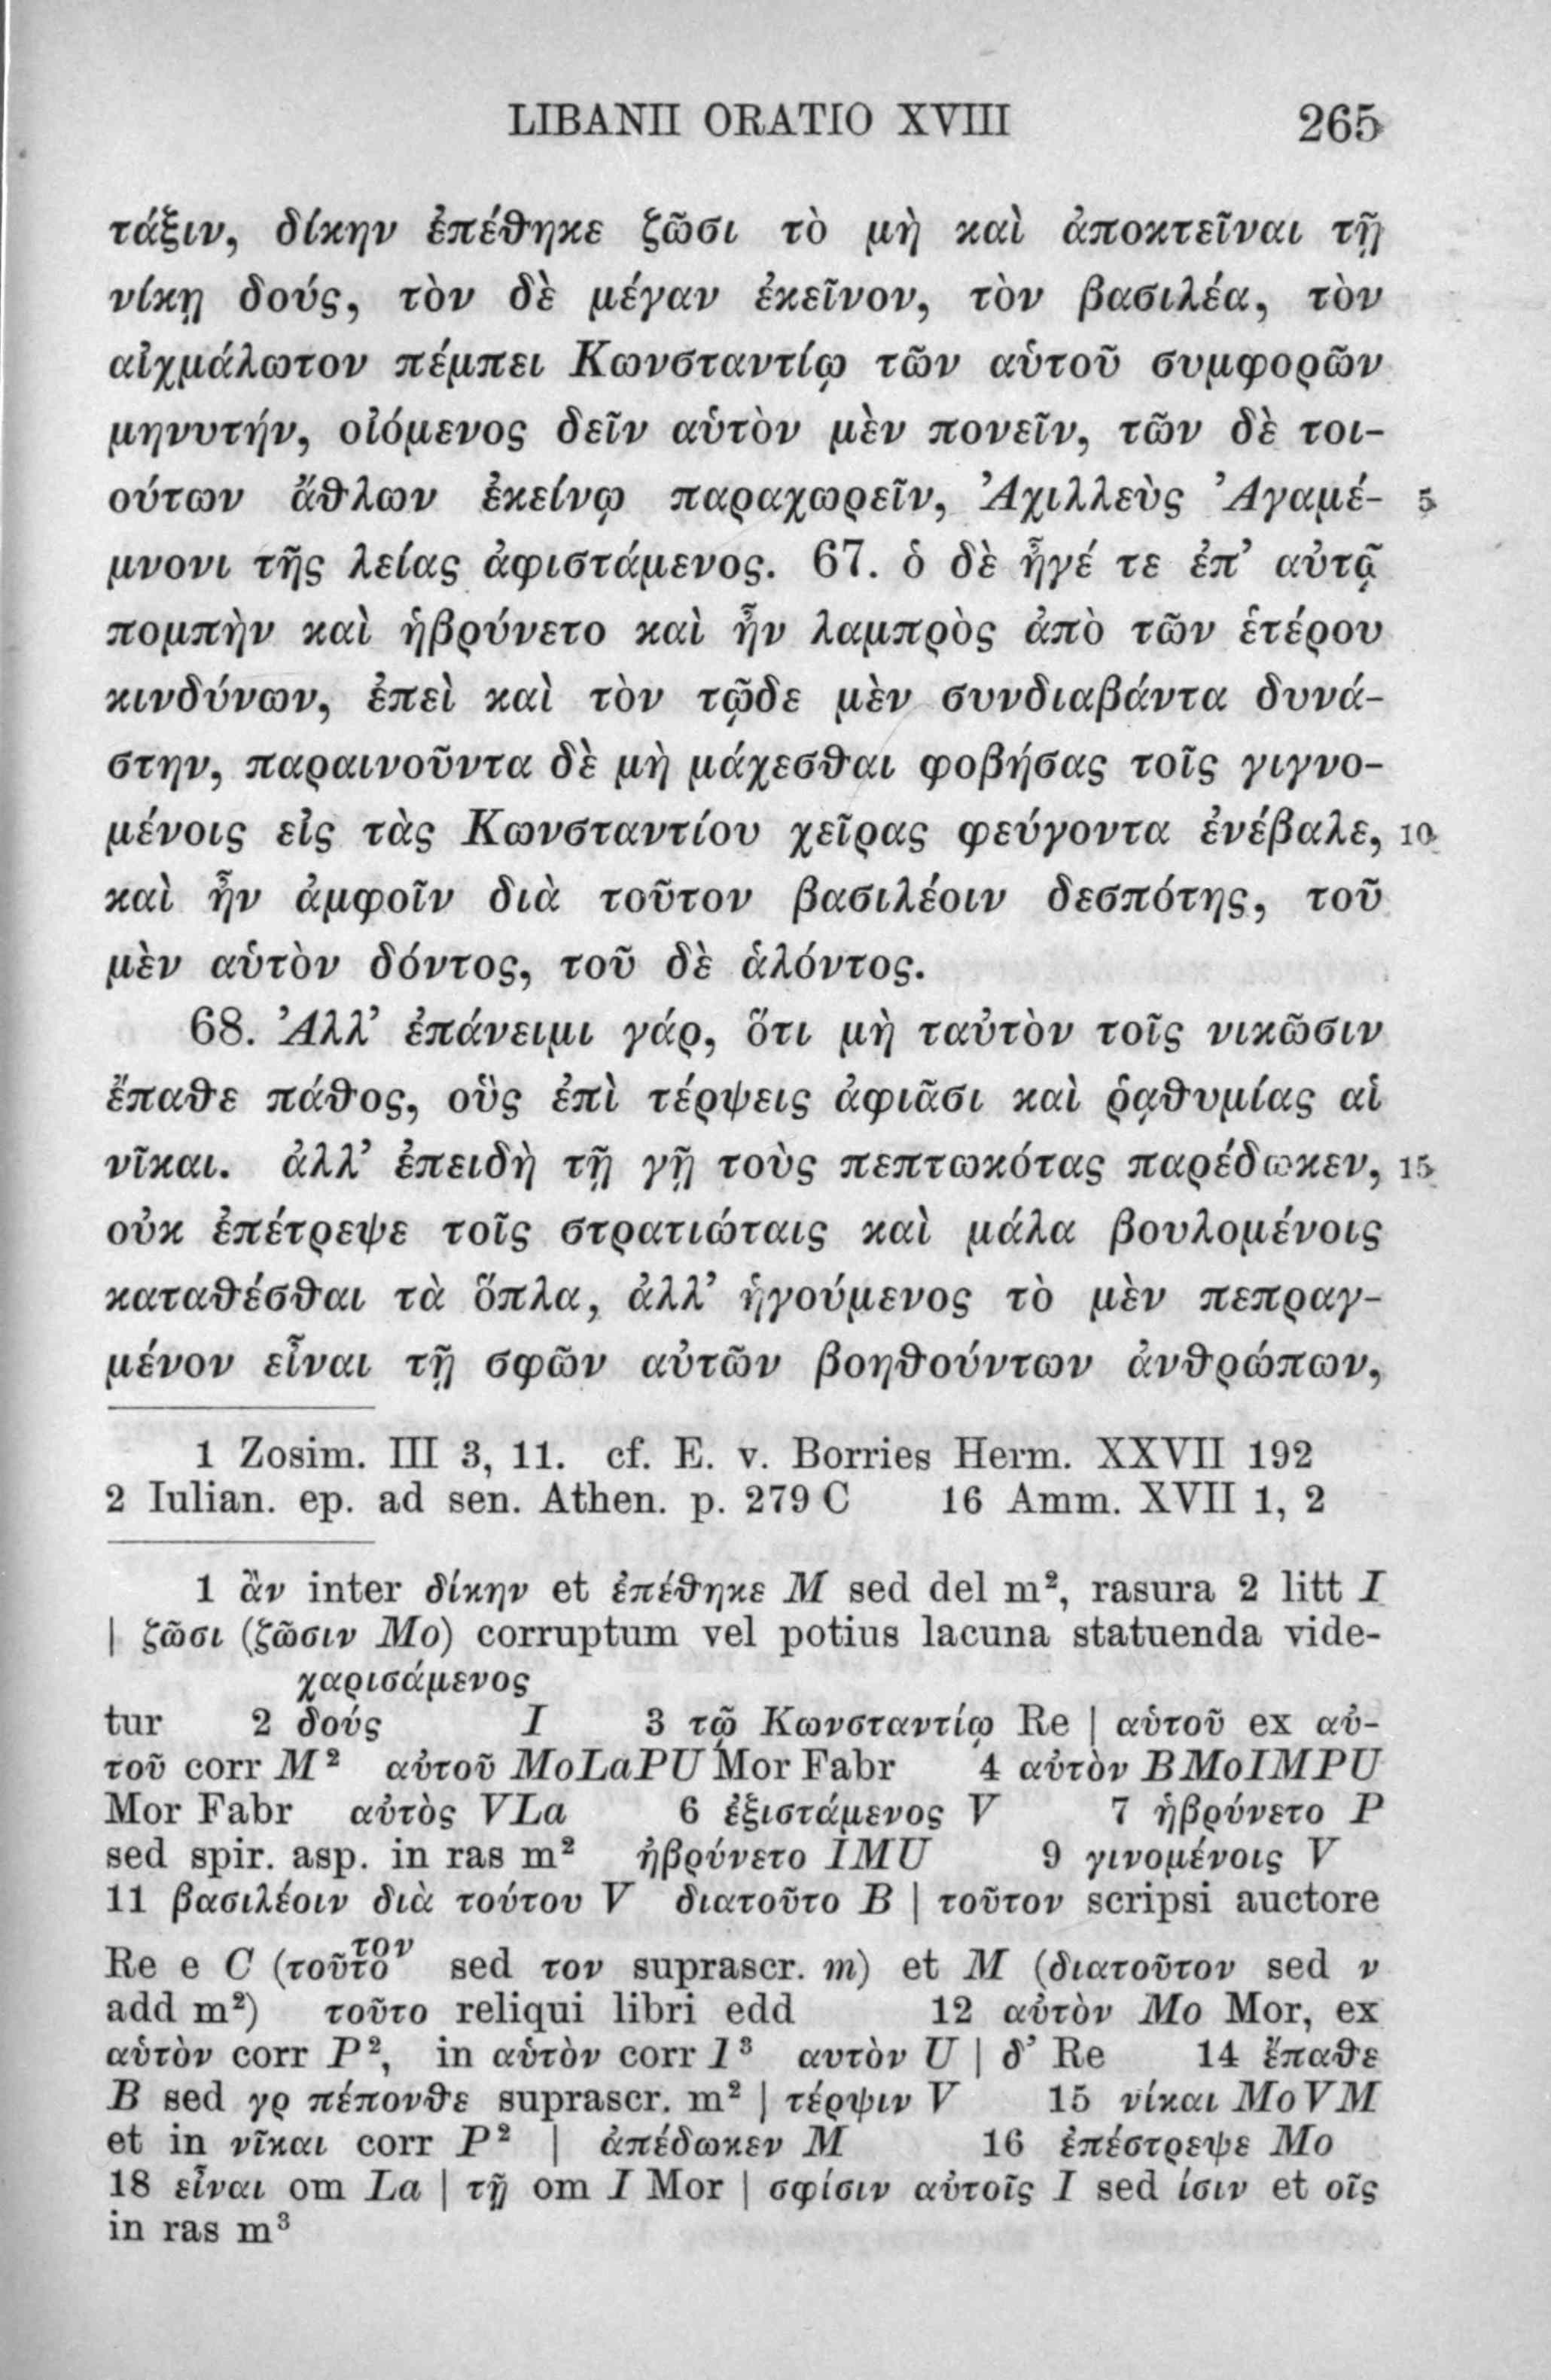 LIBANII ORATIO XVIII 265
τάξιν, δίκην ἐπέθηκε ζῶσι τὸ μὴ καὶ ἀποκτεῖναι τῇ
νίκῃ δούς, τὸν δὲ μέγαν ἐκεῖνον, τὸν βασιλέα, τὸν
αἰχμάλωτον πέμπει Κωνσταντίῳ τῶν αὑτοῦ συμφορῶν
μηνυτήν, οἰόμενος δεῖν αὑτὸν μὲν πονεῖν, τῶν δὲ τοι-
ούτων ἄθλων ἐκείνῳ παραχωρεῖν, Ἀχιλλεὺς Ἀγαμέ- 5
μνονι τῆς λείας ἀφιστάμενος. 67. ὁ δὲ ἦγέ τε ἐπ’ αὐτῷ
πομπὴν καὶ ἡβρύνετο καὶ ἦν λαμπρὸς ἀπὸ τῶν ἑτέρου
κινδύνων, ἐπεὶ καὶ τὸν τῷδε μὲν συνδιαβάντα δυνά-
στην, παραινοῦντα δὲ μὴ μάχεσθαι φοβήσας τοῖς γιγνο-
μένοις εἰς τὰς Κωνσταντίου χεῖρας φεύγοντα ἐνέβαλε, 10
καὶ ἦν ἀμφοῖν διὰ τοῦτον βασιλέοιν δεσπότης, τοῦ
μὲν αὑτὸν δόντος, τοῦ δὲ ἁλόντος.
68. Ἀλλ’ ἐπάνειμι γάρ, ὅτι μὴ ταὐτὸν τοῖς νικῶσιν
ἔπαθε πάθος, οὓς ἐπὶ τέρψεις ἀφιᾶσι καὶ ῥᾳθυμίας αἱ
νῖκαι. ἀλλ’ ἐπειδὴ τῇ γῇ τοὺς πεπτωκότας παρέδωκεν, 15
οὐκ ἐπέτρεψε τοῖς στρατιώταις καὶ μάλα βουλομένοις
καταθέσθαι τὰ ὅπλα, ἀλλ’ ἡγούμενος τὸ μὲν πεπραγ-
μένον εἶναι τῇ σφῶν αὐτῶν βοηθούντων ἀνθρώπων,
1 Zosim. III 3, 11. cf. E. v. Borries Herm. XXVII 192
2 Iulian. ep. ad sen. Athen. p. 279 C 16 Amm. XVII 1, 2
1 ἂν inter δίκην et ἐπέθηκε M sed del m², rasura 2 litt I
| ζῶσι (ζῶσιν Mo) corruptum vel potius lacuna statuenda vide-
χαρισάμενος
tur 2 δούς I 3 τῷ Κωνσταντίῳ Re | αὑτοῦ ex αὐ-
τοῦ corr M² αὐτοῦ MoLaPU Mor Fabr 4 αὐτὸν BMoIMPU
Mor Fabr αὐτὸς VLa 6 ἐξιστάμενος V 7 ἡβρύνετο P
sed spir. asp. in ras m² ἠβρύνετο IMU 9 γινομένοις V
11 βασιλέοιν διὰ τούτου V διατοῦτο B | τοῦτον scripsi auctore
τον
Re e C (τοῦτο sed τον suprascr. m) et M (διατοῦτον sed ν
add m²) τοῦτο reliqui libri edd 12 αὐτὸν Mo Mor, ex
αὑτὸν corr P², in αὑτὸν corr I³ αυτὸν U | δ’ Re 14 ἔπαθε
B sed γρ πέπονθε suprascr. m² | τέρψιν V 15 νίκαι MoVM
et in νῖκαι corr P² | ἀπέδωκεν M 16 ἐπέστρεψε Mo
18 εἶναι om La | τῇ om I Mor | σφίσιν αὐτοῖς I sed ίσιν et οῖς
in ras m³